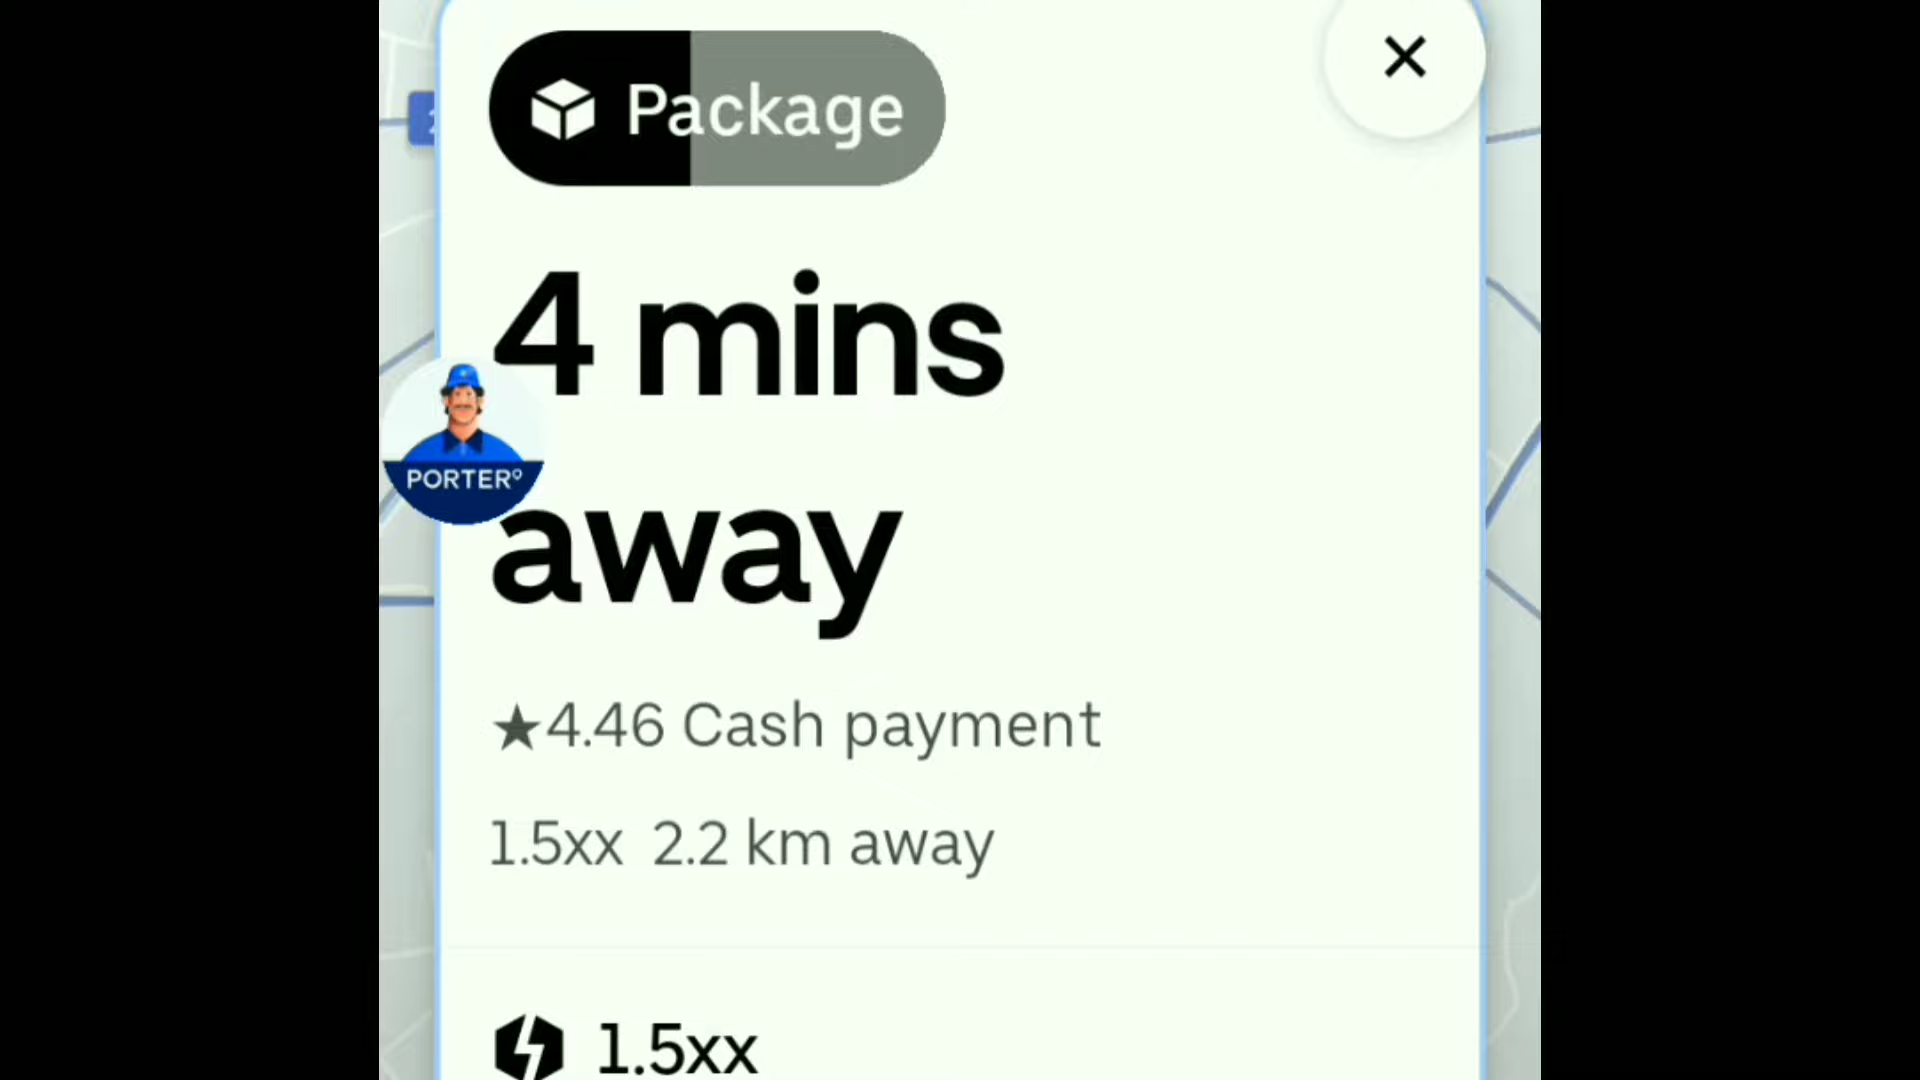 Package
4 mins
away
PORTER
★4.46 Cash payment
1.5xx 2.2 km away
1.5xx